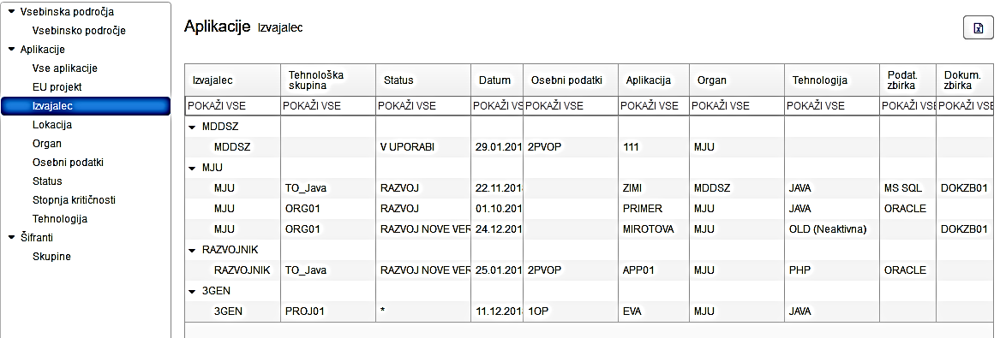 Vsebinska področja
Vsebinsko področje
Aplikacije
Vse aplikacije
EU projekt
Izvajalec
Lokacija
Organ
Osebni podatki
Status
Stopnja kritičnosti
Tehnologija
Šifranti
Skupine
Aplikacije Izvajalec
Izvajalec Tehnološka skupina Status Datum Osebni podatki Aplikacija Organ Tehnologija Podat. zbirka Dokum. zbirka
POKAŽI VSE POKAŽI VSE POKAŽI VSE POKAŽI VS POKAŽI VSE POKAŽI VSE POKAŽI VSE POKAŽI VSE POKAŽI VSE POKAŽI VSE
MDDSZ
MDDSZ V UPORABI 29.01.201 2PVOP 111 MJU
MJU
MJU TO_Java RAZVOJ 22.11.201 ZIMI MDDSZ JAVA MS SQL DOKZB01
MJU ORG01 RAZVOJ 01.10.201 PRIMER MJU JAVA ORACLE
MJU ORG01 RAZVOJ NOVE VER 24.12.201 MIROTOVA MJU OLD (Neaktivna) DOKZB01
RAZVOJNIK
RAZVOJNIK TO_Java RAZVOJ NOVE VER 25.01.201 2PVOP APP01 MJU PHP ORACLE
3GEN
3GEN PROJ01 * 11.12.201 1OP EVA MJU JAVA